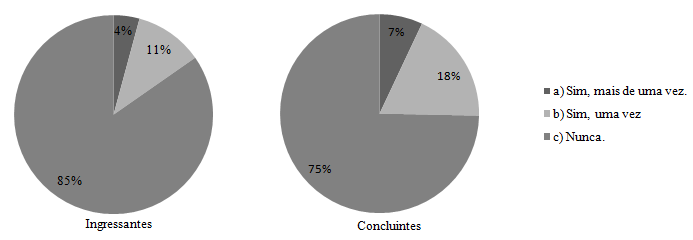 4%
11%
85%
Ingressantes
7%
18%
75%
Concluintes
a) Sim, mais de uma vez.
b) Sim, uma vez
c) Nunca.